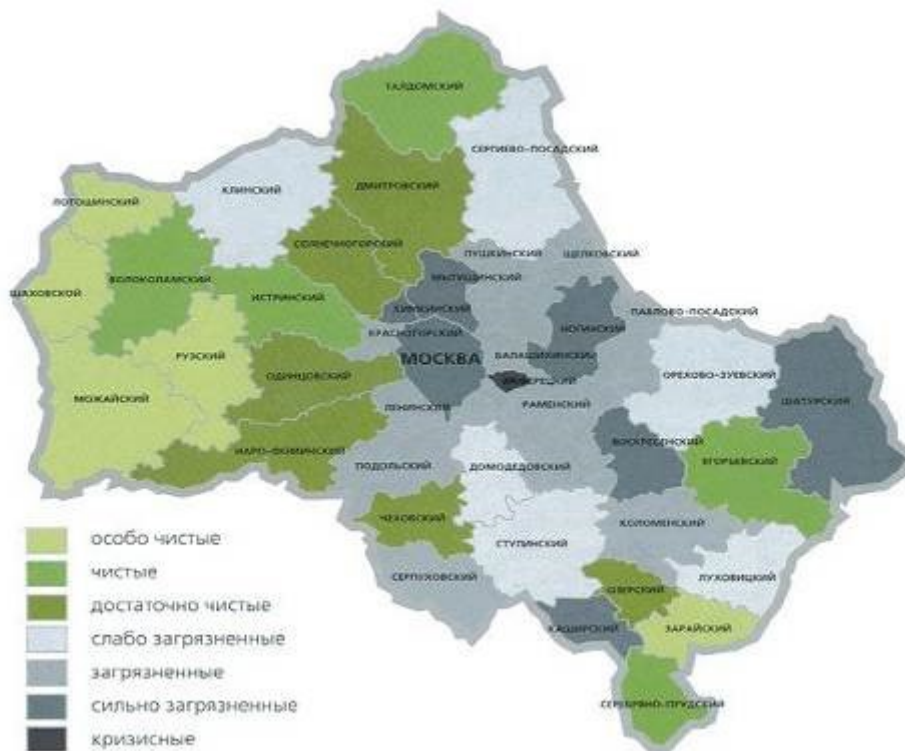 ТАЛДОМСКИЙ
СЕРГИЕВО-ПОСАДСКИЙ
КЛИНСКИЙ
ДМИТРОВСКИЙ
ЛОТОШИНСКИЙ
СОЛНЕЧНОГОРСКИЙ
ПУШКИНСКИЙ
ЩЕЛКОВСКИЙ
ВОЛОКОЛАМСКИЙ
МЫТИЩИНСКИЙ
ШАХОВСКОЙ
ИСТРИНСКИЙ
ХИМКИНСКИЙ
ПАВЛОВО-ПОСАДСКИЙ
КРАСНОГОРСКИЙ
НОГИНСКИЙ
РУЗСКИЙ
МОСКВА
БАЛАШИХИНСКИЙ
ОДИНЦОВСКИЙ
ЛЮБЕРЕЦКИЙ
ОРЕХОВО-ЗУЕВСКИЙ
МОЖАЙСКИЙ
ЛЕНИНСКИЙ
РАМЕНСКИЙ
ШАТУРСКИЙ
НАРО-ФОМИНСКИЙ
ВОСКРЕСЕНСКИЙ
ПОДОЛЬСКИЙ
ДОМОДЕДОВСКИЙ
ЕГОРЬЕВСКИЙ
ЧЕХОВСКИЙ
КОЛОМЕНСКИЙ
СТУПИНСКИЙ
СЕРПУХОВСКИЙ
ЛУХОВИЦКИЙ
ОЗЕРСКИЙ
КАШИРСКИЙ
ЗАРАЙСКИЙ
СЕРЕБРЯНО-ПРУДСКИЙ
особо чистые
чистые
достаточно чистые
слабо загрязненные
загрязненные
сильно загрязненные
кризисные